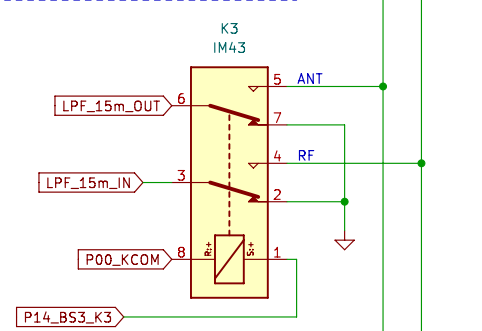 K3
IM43
5 ANT
LPF_15m_OUT 6
7
4 RF
LPF_15m_IN 3
2
R:+ S:+
P00_KCOM 8 1
P14_BS3_K3